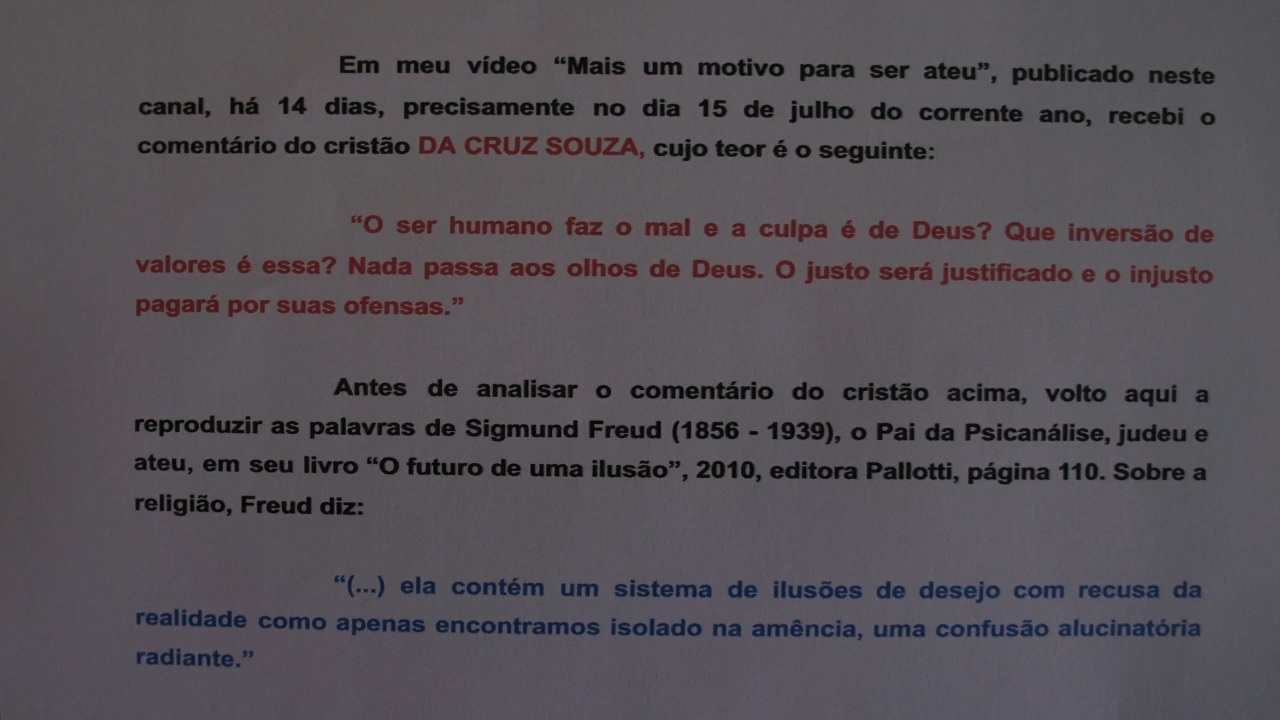 Em meu vídeo “Mais um motivo para ser ateu”, publicado neste
canal, há 14 dias, precisamente no dia 15 de julho do corrente ano, recebi o
comentário do cristão DA CRUZ SOUZA, cujo teor é o seguinte:
“O ser humano faz o mal e a culpa é de Deus? Que inversão de
valores é essa? Nada passa aos olhos de Deus. O justo será justificado e o injusto
pagará por suas ofensas.”
Antes de analisar o comentário do cristão acima, volto aqui a
reproduzir as palavras de Sigmund Freud (1856 - 1939), o Pai da Psicanálise, judeu e
ateu, em seu livro “O futuro de uma ilusão”, 2010, editora Pallotti, página 110. Sobre a
religião, Freud diz:
“(...) ela contém um sistema de ilusões de desejo com recusa da
realidade como apenas encontramos isolado na amência, uma confusão alucinatória
radiante.”